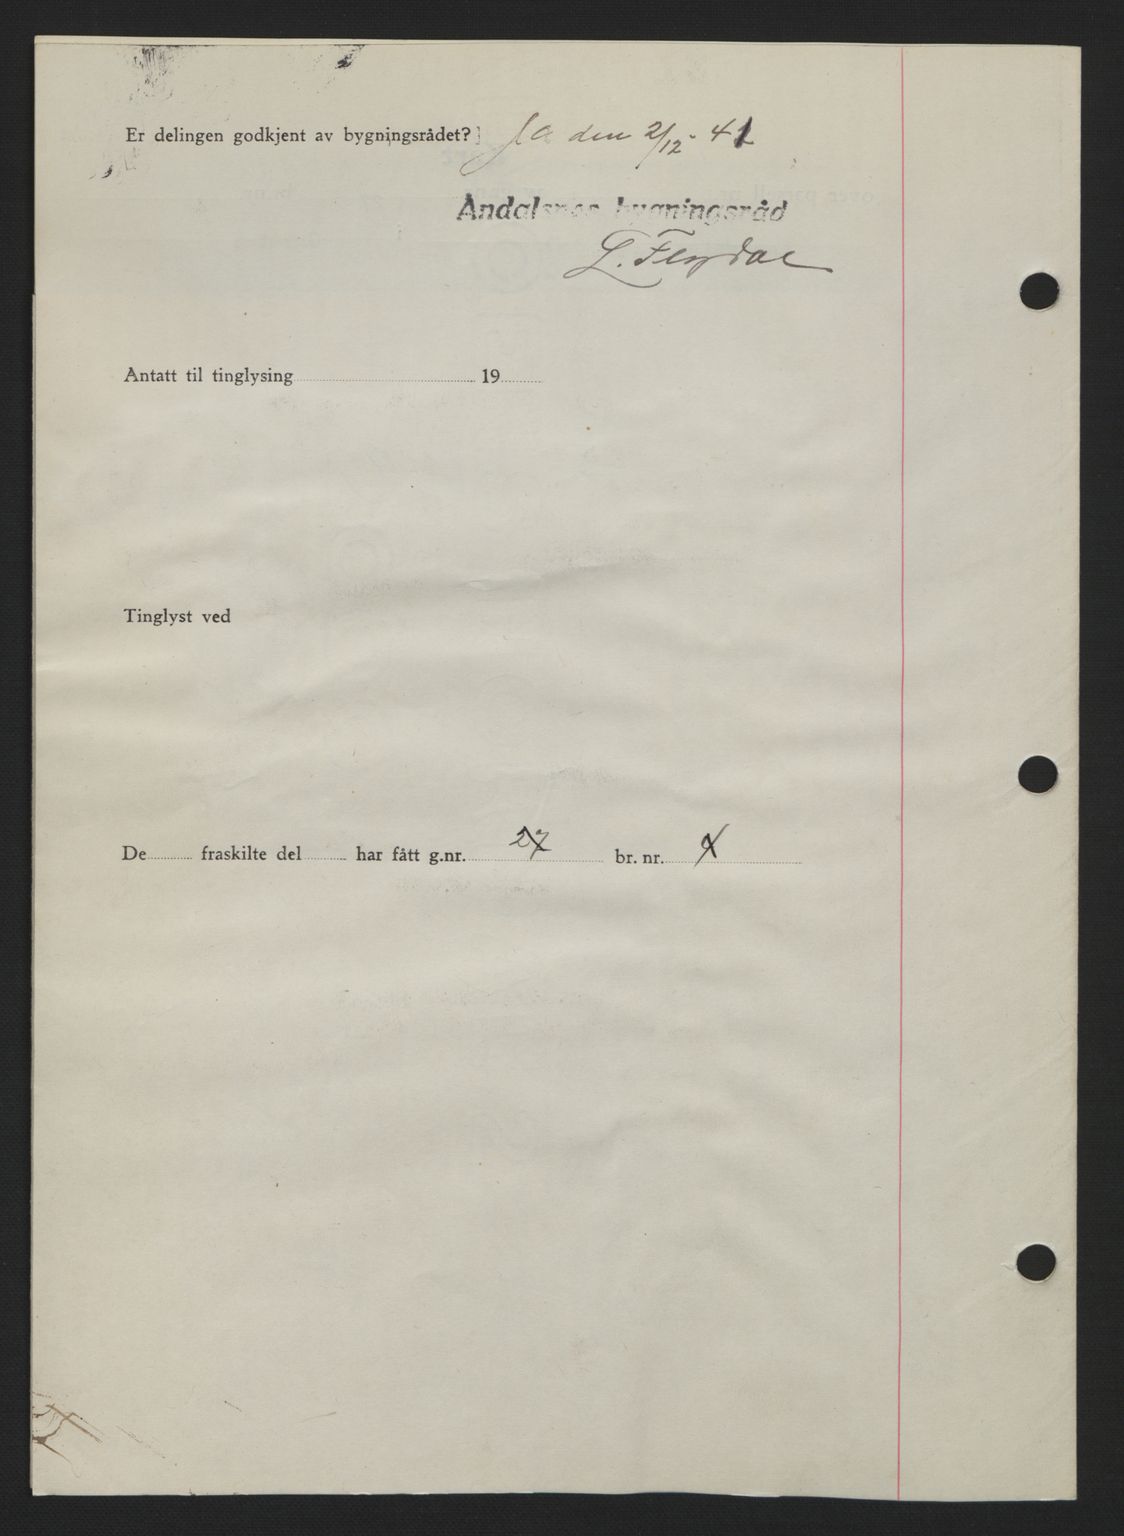 Er delingen godkjent av bygningsrådet? Ja den 2/12- 41
Åndalsnes bygningsråd
L. Flydal
Antatt til tinglysing 19
Tinglyst ved
De fraskilte del har fått g.nr. 27 br. nr. 4